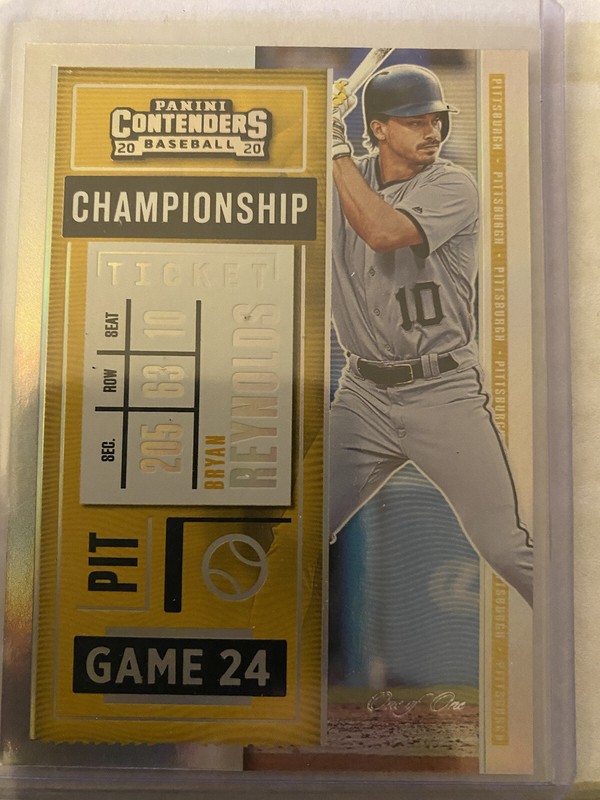 PANINI
CONTENDERS
20 BASEBALL 20
CHAMPIONSHIP
TICKET
SEC. ROW SEAT
205 63 10
BRYAN
REYNOLDS
PIT
GAME 24
10
One of One
PITTSBURGH · PITTSBURGH · PITTSBURGH · PITTSBURGH · PITTSBURGH · PITTSBURGH · PITTSBURGH